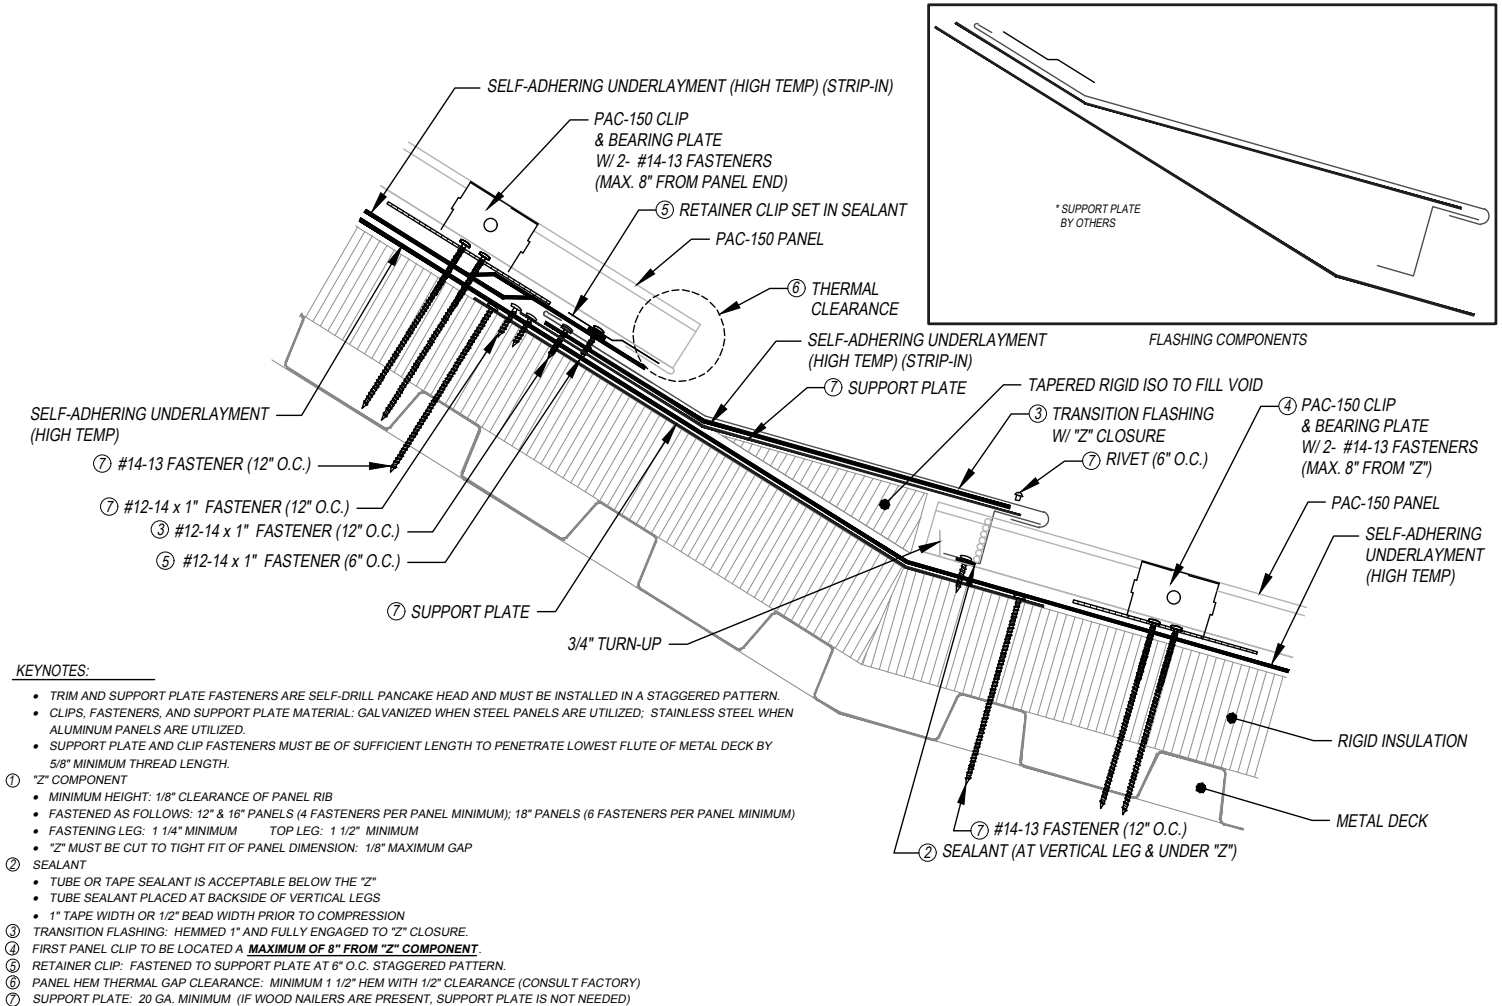 SELF-ADHERING UNDERLAYMENT (HIGH TEMP) (STRIP-IN)
PAC-150 CLIP
& BEARING PLATE
W/ 2- #14-13 FASTENERS
(MAX. 8" FROM PANEL END)
⑤ RETAINER CLIP SET IN SEALANT
PAC-150 PANEL
⑥ THERMAL
CLEARANCE
* SUPPORT PLATE
BY OTHERS
FLASHING COMPONENTS
SELF-ADHERING UNDERLAYMENT
(HIGH TEMP) (STRIP-IN)
⑦ SUPPORT PLATE
TAPERED RIGID ISO TO FILL VOID
③ TRANSITION FLASHING
W/ "Z" CLOSURE
⑦ RIVET (6" O.C.)
④ PAC-150 CLIP
& BEARING PLATE
W/ 2- #14-13 FASTENERS
(MAX. 8" FROM "Z")
PAC-150 PANEL
SELF-ADHERING
UNDERLAYMENT
(HIGH TEMP)
SELF-ADHERING UNDERLAYMENT
(HIGH TEMP)
⑦ #14-13 FASTENER (12" O.C.)
⑦ #12-14 x 1" FASTENER (12" O.C.)
③ #12-14 x 1" FASTENER (12" O.C.)
⑤ #12-14 x 1" FASTENER (6" O.C.)
⑦ SUPPORT PLATE
3/4" TURN-UP
RIGID INSULATION
METAL DECK
⑦ #14-13 FASTENER (12" O.C.)
② SEALANT (AT VERTICAL LEG & UNDER "Z")
KEYNOTES:
• TRIM AND SUPPORT PLATE FASTENERS ARE SELF-DRILL PANCAKE HEAD AND MUST BE INSTALLED IN A STAGGERED PATTERN.
• CLIPS, FASTENERS, AND SUPPORT PLATE MATERIAL: GALVANIZED WHEN STEEL PANELS ARE UTILIZED; STAINLESS STEEL WHEN
ALUMINUM PANELS ARE UTILIZED.
• SUPPORT PLATE AND CLIP FASTENERS MUST BE OF SUFFICIENT LENGTH TO PENETRATE LOWEST FLUTE OF METAL DECK BY
5/8" MINIMUM THREAD LENGTH.
① "Z" COMPONENT
• MINIMUM HEIGHT: 1/8" CLEARANCE OF PANEL RIB
• FASTENED AS FOLLOWS: 12" & 16" PANELS (4 FASTENERS PER PANEL MINIMUM); 18" PANELS (6 FASTENERS PER PANEL MINIMUM)
• FASTENING LEG: 1 1/4" MINIMUM TOP LEG: 1 1/2" MINIMUM
• "Z" MUST BE CUT TO TIGHT FIT OF PANEL DIMENSION: 1/8" MAXIMUM GAP
② SEALANT
• TUBE OR TAPE SEALANT IS ACCEPTABLE BELOW THE "Z"
• TUBE SEALANT PLACED AT BACKSIDE OF VERTICAL LEGS
• 1" TAPE WIDTH OR 1/2" BEAD WIDTH PRIOR TO COMPRESSION
③ TRANSITION FLASHING: HEMMED 1" AND FULLY ENGAGED TO "Z" CLOSURE.
④ FIRST PANEL CLIP TO BE LOCATED A MAXIMUM OF 8" FROM "Z" COMPONENT.
⑤ RETAINER CLIP: FASTENED TO SUPPORT PLATE AT 6" O.C. STAGGERED PATTERN.
⑥ PANEL HEM THERMAL GAP CLEARANCE: MINIMUM 1 1/2" HEM WITH 1/2" CLEARANCE (CONSULT FACTORY)
⑦ SUPPORT PLATE: 20 GA. MINIMUM (IF WOOD NAILERS ARE PRESENT, SUPPORT PLATE IS NOT NEEDED)